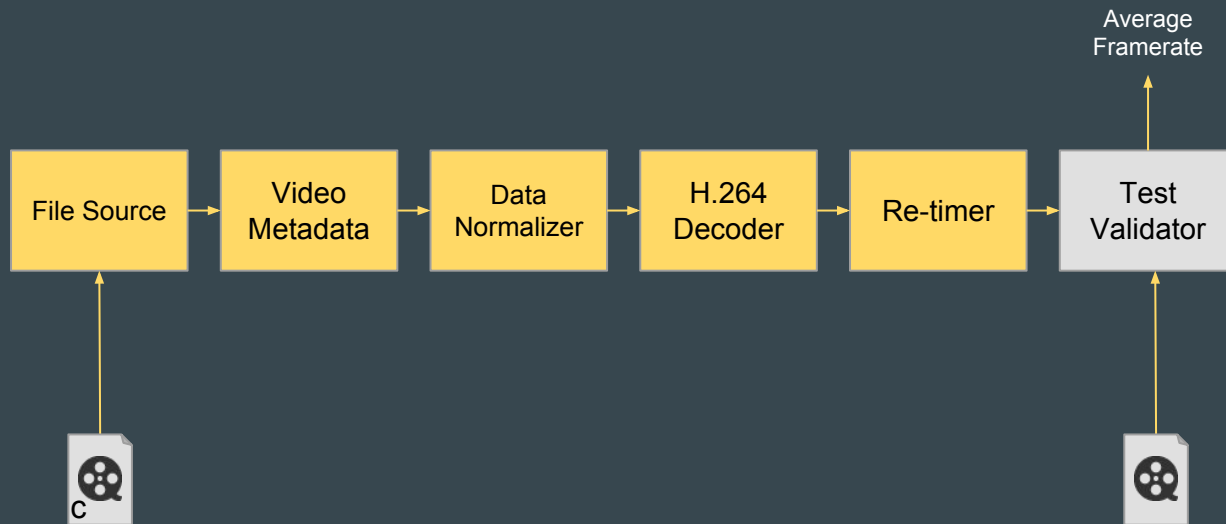 Average
Framerate
File Source
Video
Metadata
Data
Normalizer
H.264
Decoder
Re-timer
Test
Validator
C